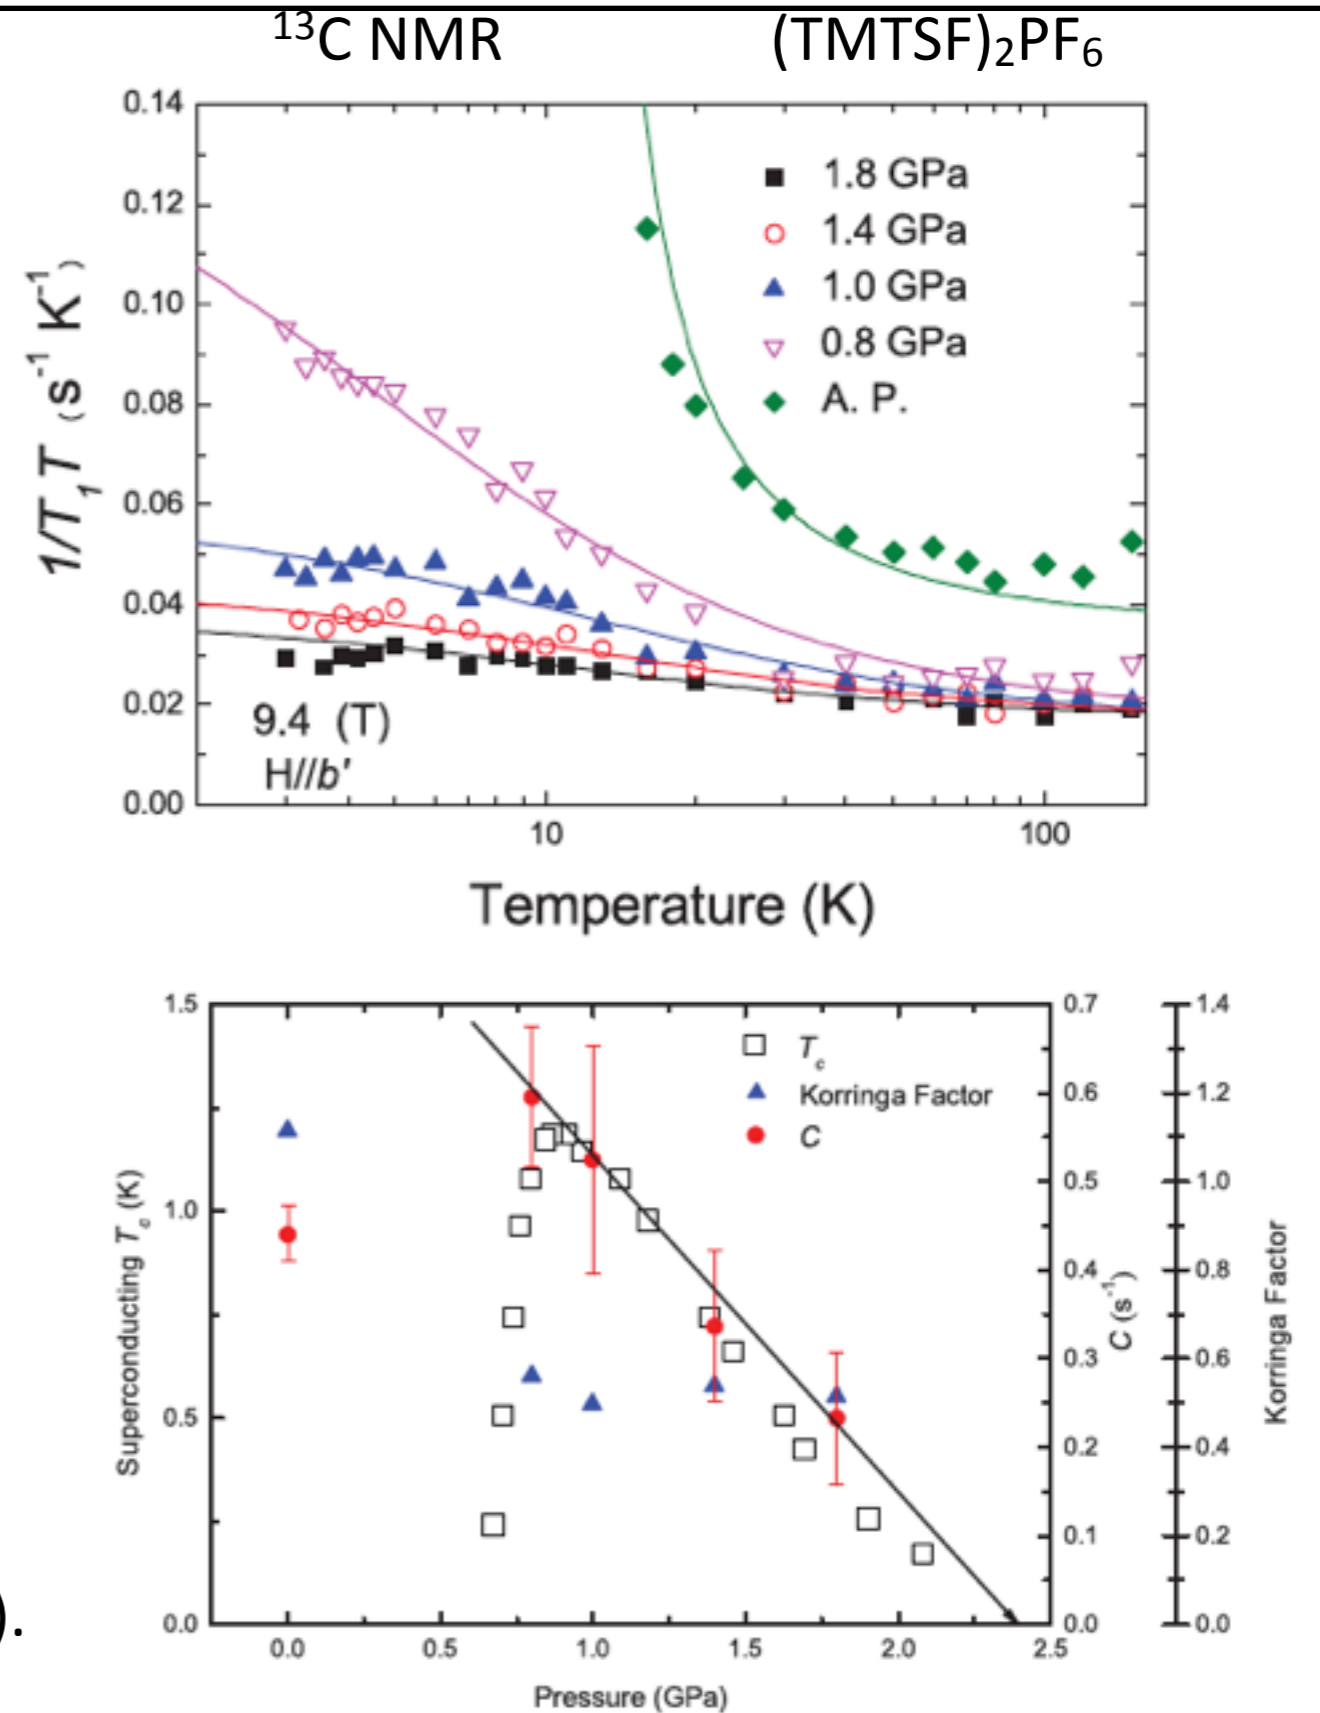 ¹³C NMR (TMTSF)₂PF₆
0.14
0.12
0.10
0.08
0.06
0.04
0.02
0.00
1/T₁T (s⁻¹ K⁻¹)
1.8 GPa
1.4 GPa
1.0 GPa
0.8 GPa
A. P.
9.4 (T)
H//b'
10 100
Temperature (K)
1.5
1.0
0.5
0.0
Superconducting T꜀ (K)
T꜀
Korringa Factor
C
0.7
0.6
0.5
0.4
0.3
0.2
0.1
0.0
C (s⁻¹)
1.4
1.2
1.0
0.8
0.6
0.4
0.2
0.0
Korringa Factor
0.0 0.5 1.0 1.5 2.0 2.5
Pressure (GPa)
).